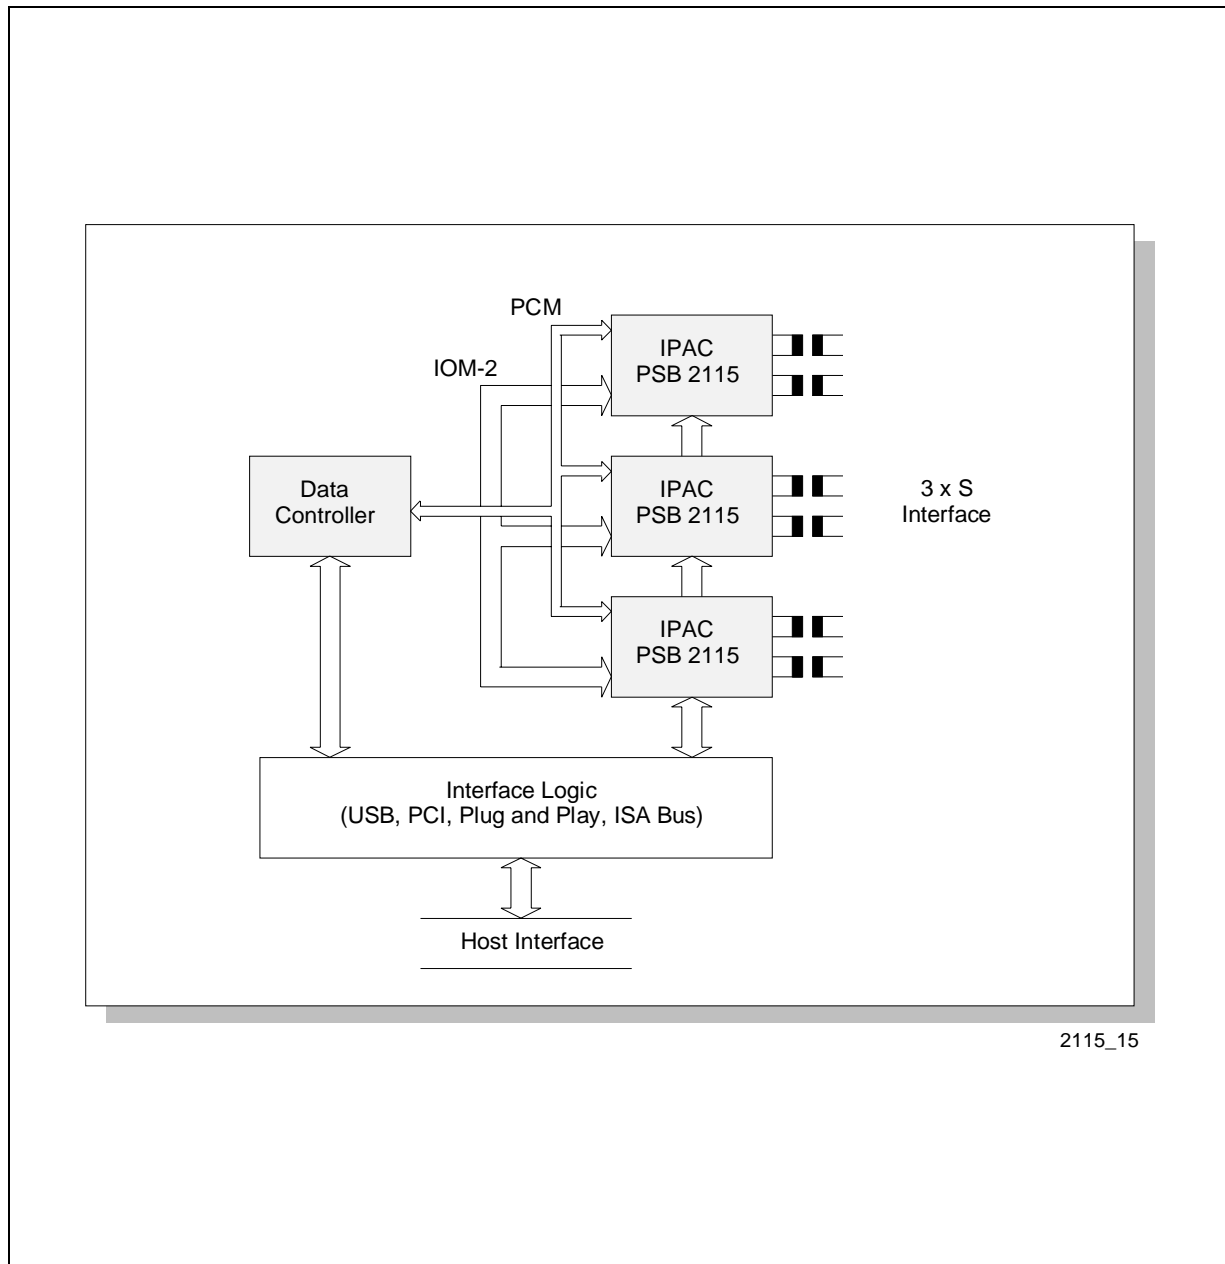 PCM
IPAC
PSB 2115
IOM-2
Data
Controller
IPAC
PSB 2115
3 x S
Interface
IPAC
PSB 2115
Interface Logic
(USB, PCI, Plug and Play, ISA Bus)
Host Interface
2115_15